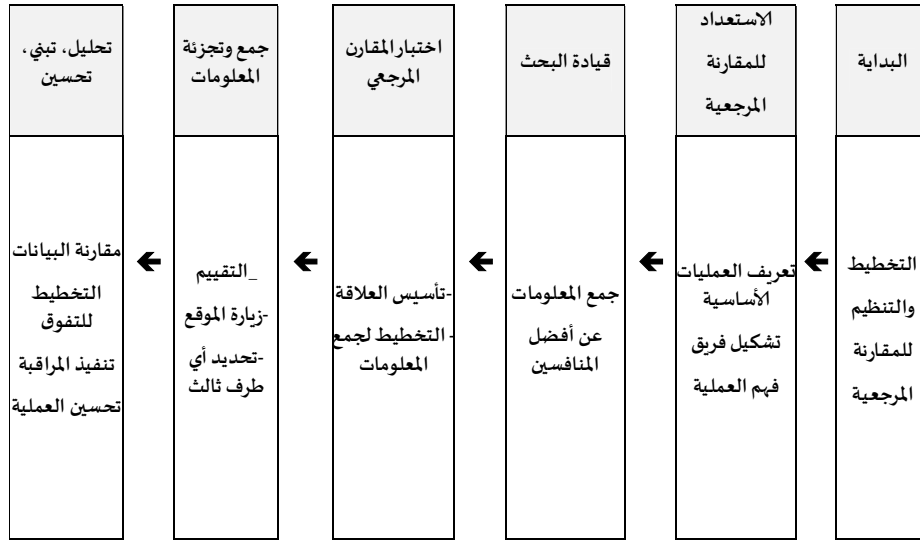 البداية
الاستعداد
للمقارنة
المرجعية
قيادة البحث
اختبار المقارن
المرجعي
جمع وتجزئة
المعلومات
تحليل، تبني،
تحسين
التخطيط
والتنظيم
للمقارنة
المرجعية
تعريف العمليات
الأساسية
تشكيل فريق
فهم العملية
جمع المعلومات
عن أفضل
المنافسين
-تأسيس العلاقة
- التخطيط لجمع
المعلومات
_التقييم
-زيارة الموقع
-تحديد أي
طرف ثالث
مقارنة البيانات
التخطيط
للتفوق
تنفيذ المراقبة
تحسين العملية